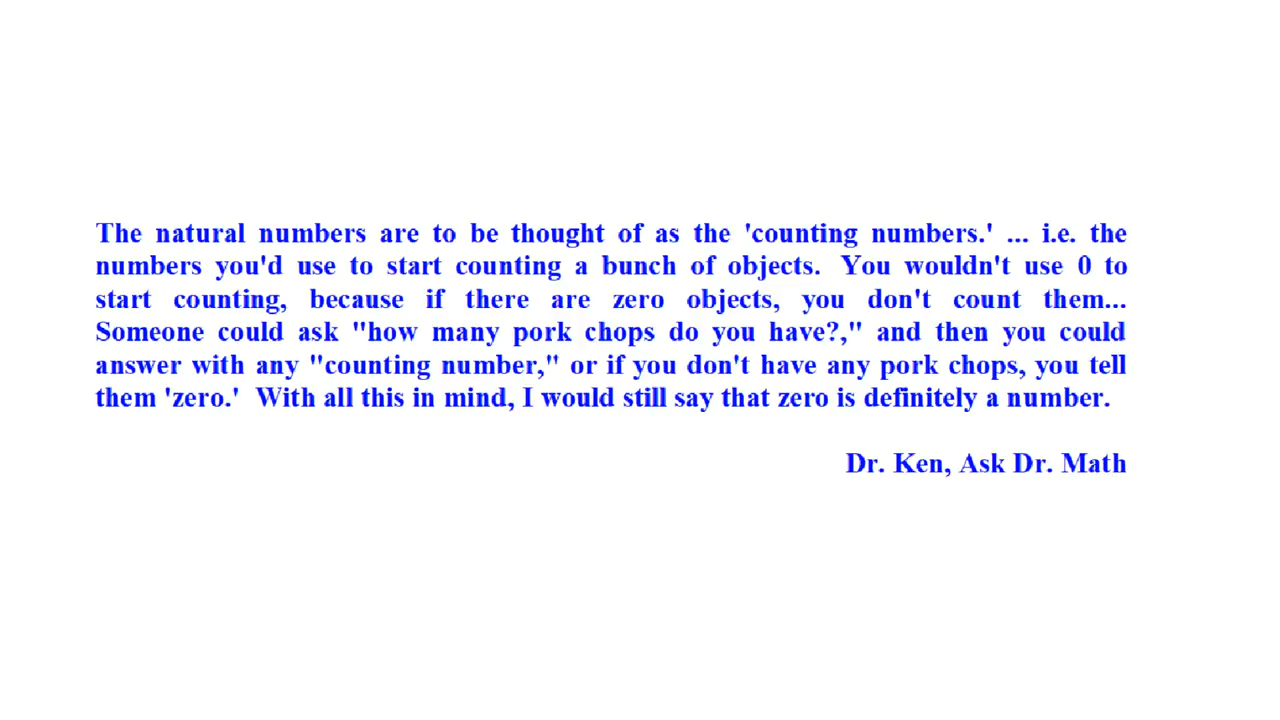 The natural numbers are to be thought of as the 'counting numbers.' ... i.e. the
numbers you'd use to start counting a bunch of objects. You wouldn't use 0 to
start counting, because if there are zero objects, you don't count them...
Someone could ask "how many pork chops do you have?," and then you could
answer with any "counting number," or if you don't have any pork chops, you tell
them 'zero.' With all this in mind, I would still say that zero is definitely a number.
Dr. Ken, Ask Dr. Math